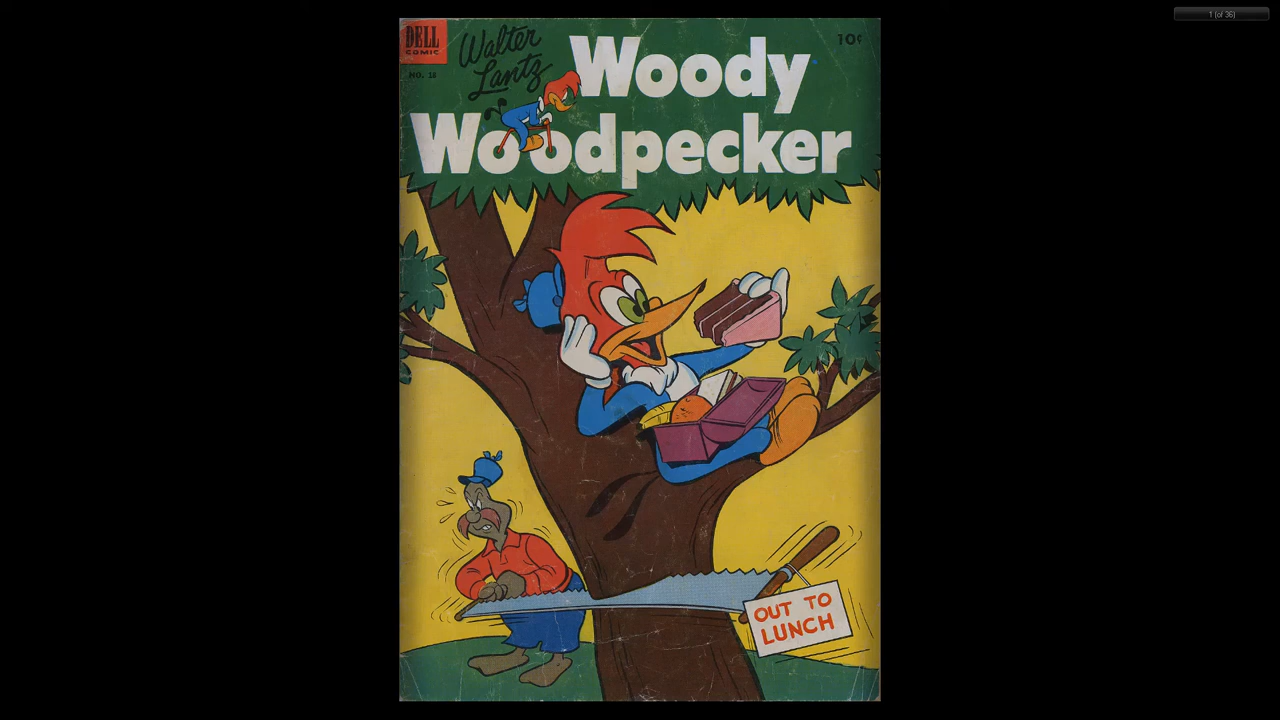 1 (of 36)
DELL
COMIC
NO. 18
Walter
Lantz
10¢
Woody
Woodpecker
OUT TO
LUNCH